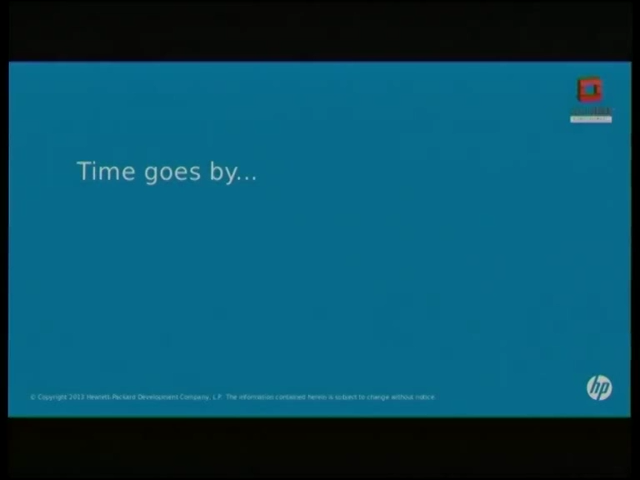 Time goes by...
© Copyright 2012 Hewlett-Packard Development Company, L.P. The information contained herein is subject to change without notice.
hp